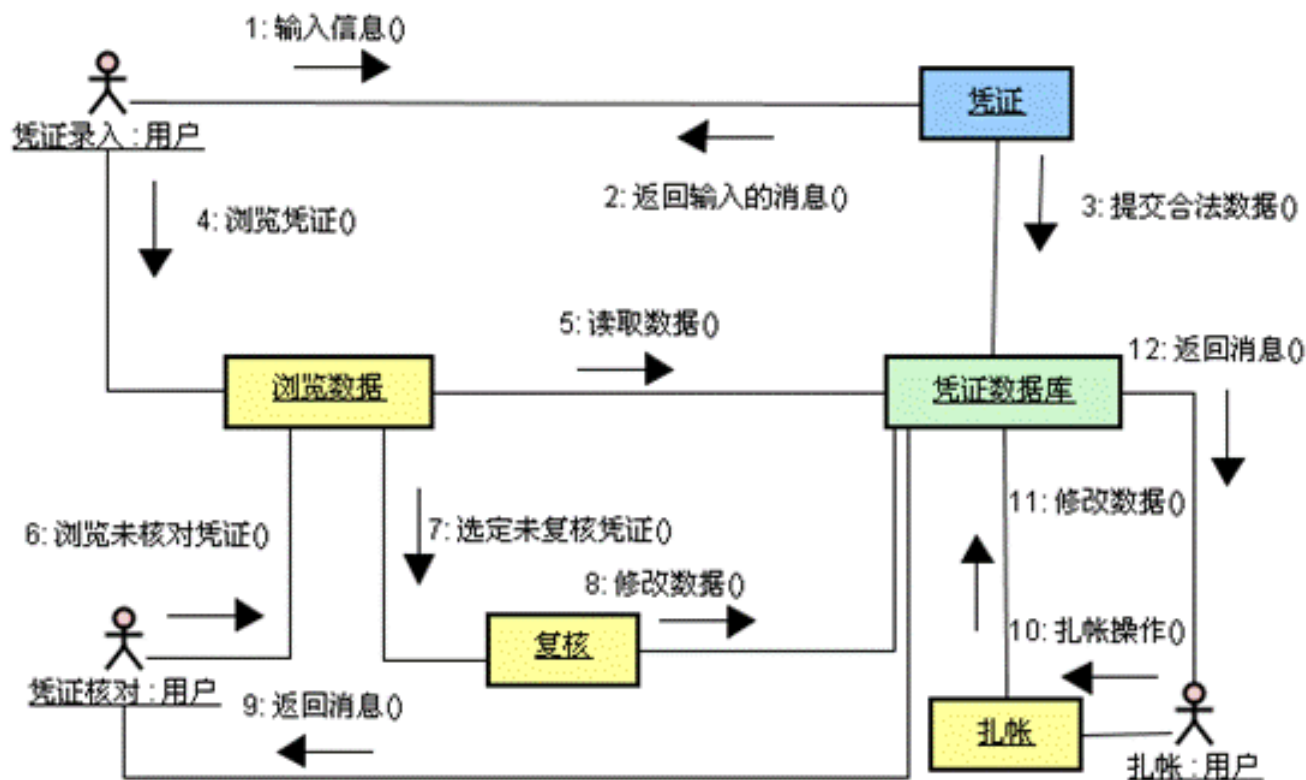 1: 输入信息()
凭证
凭证录入 : 用户
2: 返回输入的消息()
3: 提交合法数据()
4: 浏览凭证()
5: 读取数据()
12: 返回消息()
浏览数据
凭证数据库
6: 浏览未核对凭证()
7: 选定未复核凭证()
11: 修改数据()
8: 修改数据()
复核
10: 扎帐操作()
凭证核对 : 用户
9: 返回消息()
扎帐
扎帐 : 用户